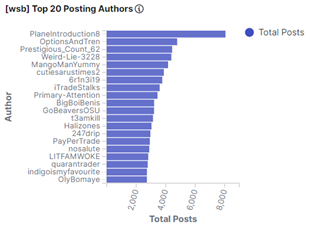 [wsb] Top 20 Posting Authors
Total Posts
PlaneIntroduction8
OptionsAndTren
Prestigious_Count_62
Weird-Lie-3228
MangoManYummy
cutiesarustimes2
6r1n3i19
iTradeStalks
Primary-Attention
BigBoiBenis
GoBeaversOSU
t3amkill
Halizones
247drip
PayPerTrade
nosalute
LITFAMWOKE
quarantrader
indigoismyfavourite
OlyBomaye
Author
2,000
4,000
6,000
8,000
Total Posts